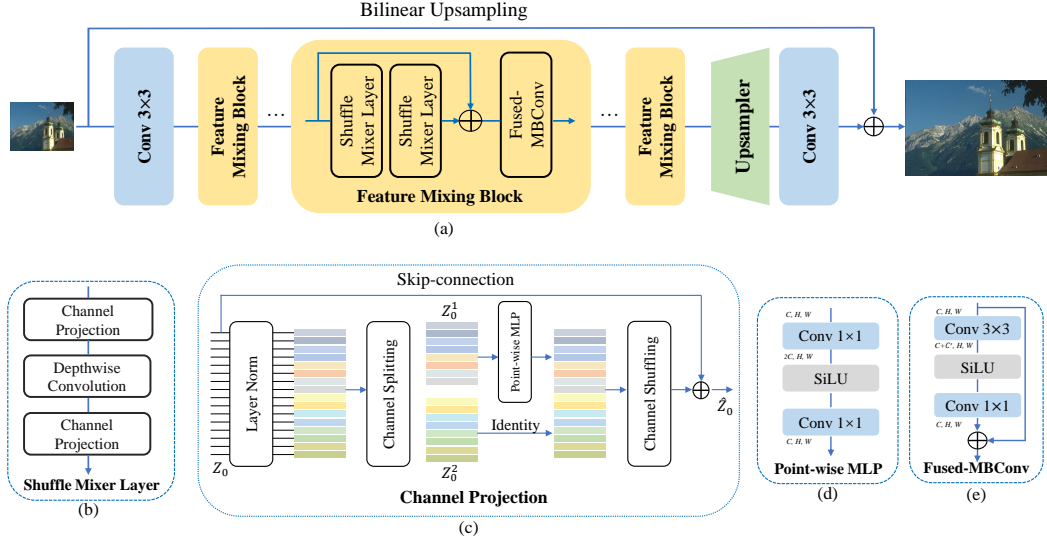 Bilinear Upsampling
Conv 3×3
Feature
Mixing Block
...
Shuffle
Mixer Layer
Shuffle
Mixer Layer
Fused-
MBConv
Feature Mixing Block
...
Feature
Mixing Block
Upsampler
Conv 3×3
(a)
Channel
Projection
Depthwise
Convolution
Channel
Projection
Shuffle Mixer Layer
(b)
Skip-connection
Z₀
Layer Norm
Channel Splitting
Z₀¹
Point-wise MLP
Identity
Z₀²
Channel Shuffling
Ẑ₀
Channel Projection
(c)
C, H, W
Conv 1×1
2C, H, W
SiLU
Conv 1×1
C, H, W
Point-wise MLP
(d)
C, H, W
Conv 3×3
C+C', H, W
SiLU
Conv 1×1
C, H, W
Fused-MBConv
(e)